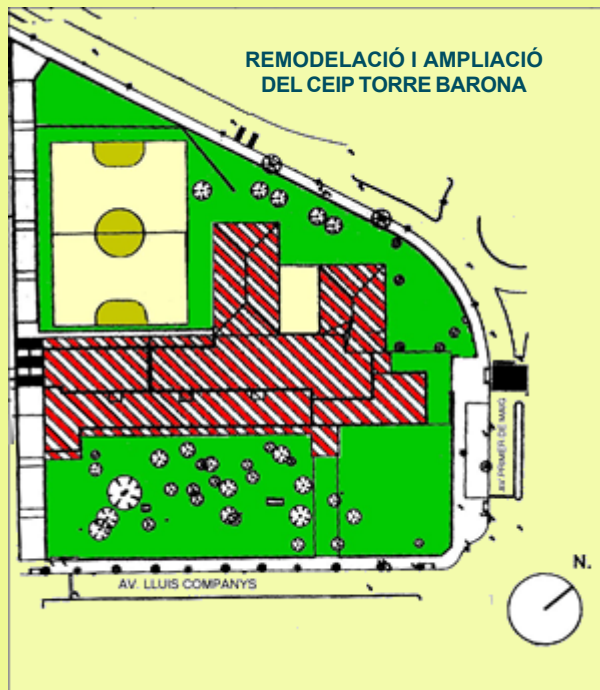 REMODELACIÓ I AMPLIACIÓ
DEL CEIP TORRE BARONA
AV. PRIMER DE MAIG
AV. LLUIS COMPANYS
N.